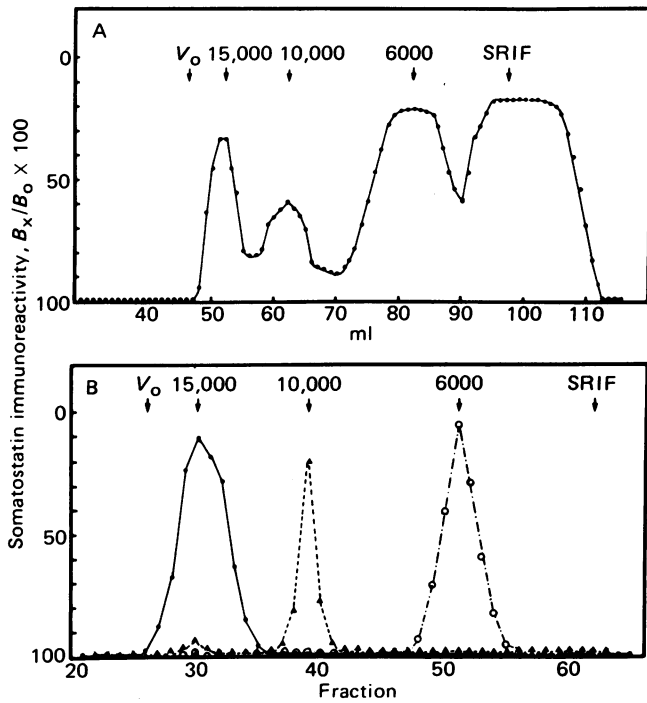 Somatostatin immunoreactivity, Bx/Bo × 100
A
Vo 15,000 10,000 6000 SRIF
0
50
100
40 50 60 70 80 90 100 110
ml
B
Vo 15,000 10,000 6000 SRIF
0
50
100
20 30 40 50 60
Fraction